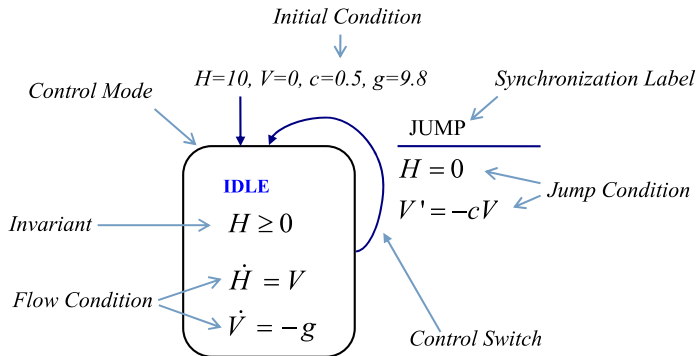 Initial Condition
H=10, V=0, c=0.5, g=9.8
Control Mode
Synchronization Label
JUMP
IDLE
H = 0
Jump Condition
V' = −cV
Invariant
H ≥ 0
Ḣ = V
Flow Condition
V̇ = −g
Control Switch